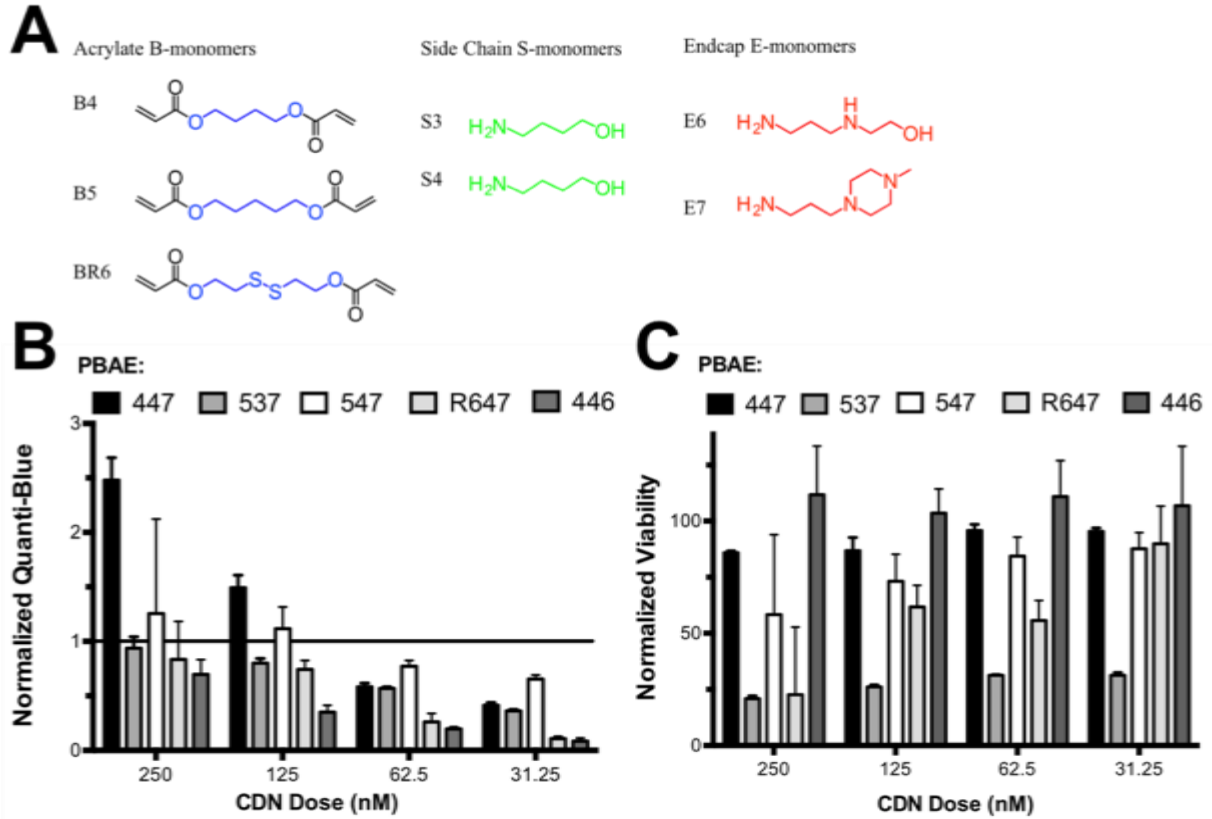 A
Acrylate B-monomers
Side Chain S-monomers
Endcap E-monomers
B4
O
O
O
O
S3
H2N
OH
E6
H2N
H
N
OH
B5
O
O
O
O
S4
H2N
OH
E7
H2N
N
N
BR6
O
O
S
S
O
O
B
PBAE:
447 537 547 R647 446
Normalized Quanti-Blue
3
2
1
0
250 125 62.5 31.25
CDN Dose (nM)
C
PBAE:
447 537 547 R647 446
Normalized Viability
100
50
0
250 125 62.5 31.25
CDN Dose (nM)